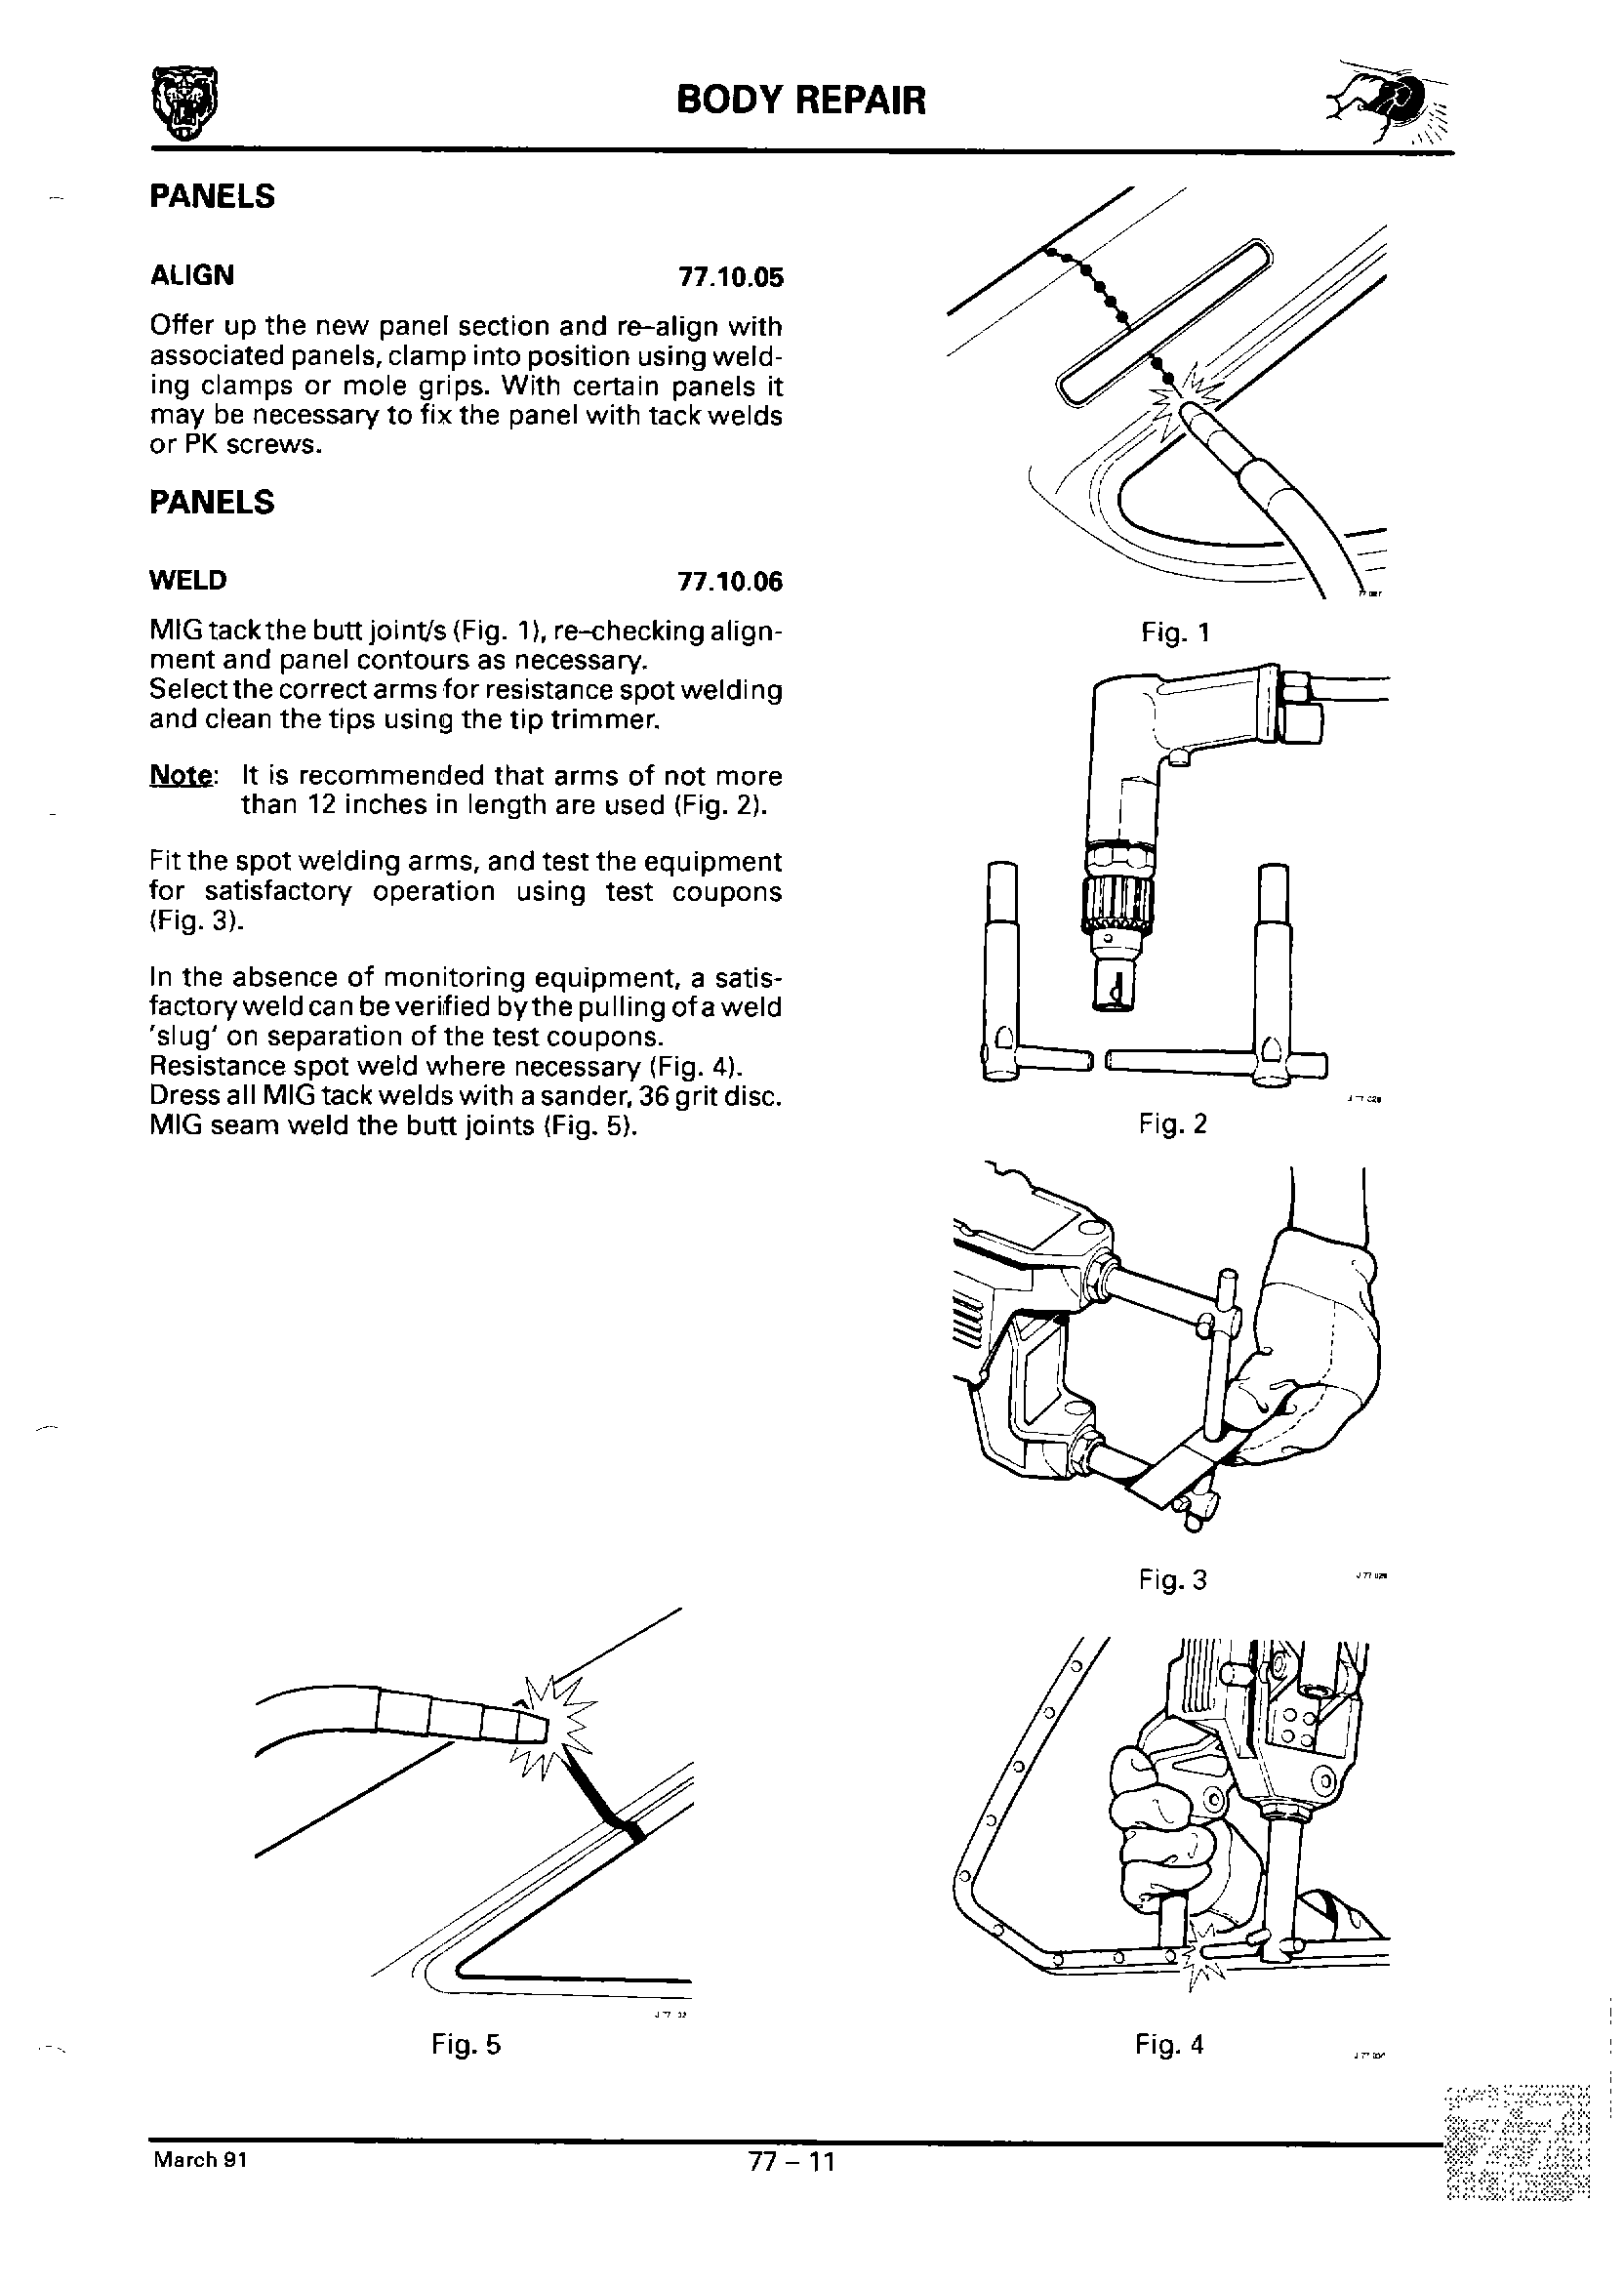 BODY REPAIR
PANELS
ALIGN 77.10.05
Offer up the new panel section and re-align with
associated panels, clamp into position using weld-
ing clamps or mole grips. With certain panels it
may be necessary to fix the panel with tack welds
or PK screws.
PANELS
WELD 77.10.06
MIG tack the butt joint/s (Fig. 1), re-checking align-
ment and panel contours as necessary.
Select the correct arms for resistance spot welding
and clean the tips using the tip trimmer.
Note: It is recommended that arms of not more
than 12 inches in length are used (Fig. 2).
Fit the spot welding arms, and test the equipment
for satisfactory operation using test coupons
(Fig. 3).
In the absence of monitoring equipment, a satis-
factory weld can be verified by the pulling of a weld
'slug' on separation of the test coupons.
Resistance spot weld where necessary (Fig. 4).
Dress all MIG tack welds with a sander, 36 grit disc.
MIG seam weld the butt joints (Fig. 5).
Fig. 1
Fig. 2
Fig. 3
J77 029
Fig. 5
Fig. 4
March 91
77 – 11
77